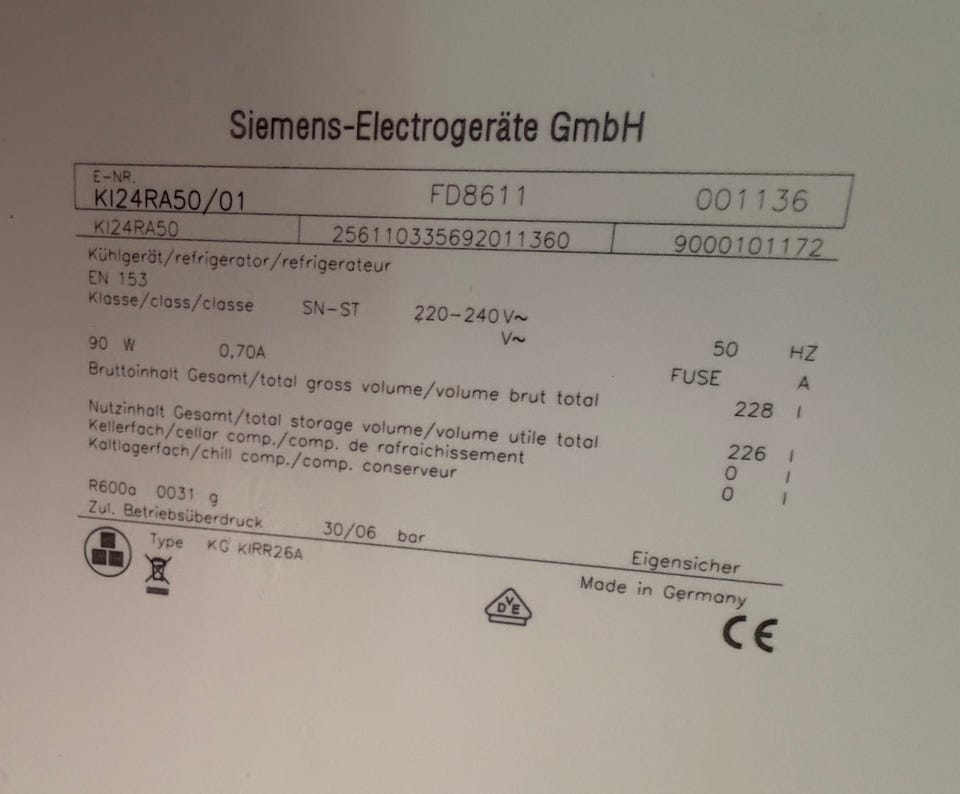 Siemens-Electrogeräte GmbH
E-NR.
KI24RA50/01 FD8611 001136
KI24RA50 256110335692011360 9000101172
Kühlgerät/refrigerator/refrigerateur
EN 153
Klasse/class/classe SN-ST 220-240 V~
V~
50 HZ
90 W 0,70A
FUSE A
Bruttoinhalt Gesamt/total gross volume/volume brut total 228 l
Nutzinhalt Gesamt/total storage volume/volume utile total 226 l
Kellerfach/cellar comp./comp. de rafraichissement 0 l
Kaltlagerfach/chill comp./comp. conserveur 0 l
R600a 0031 g
Zul. Betriebsüberdruck 30/06 bar
Eigensicher
Type KG KIRR26A
Made in Germany
VDE
CE